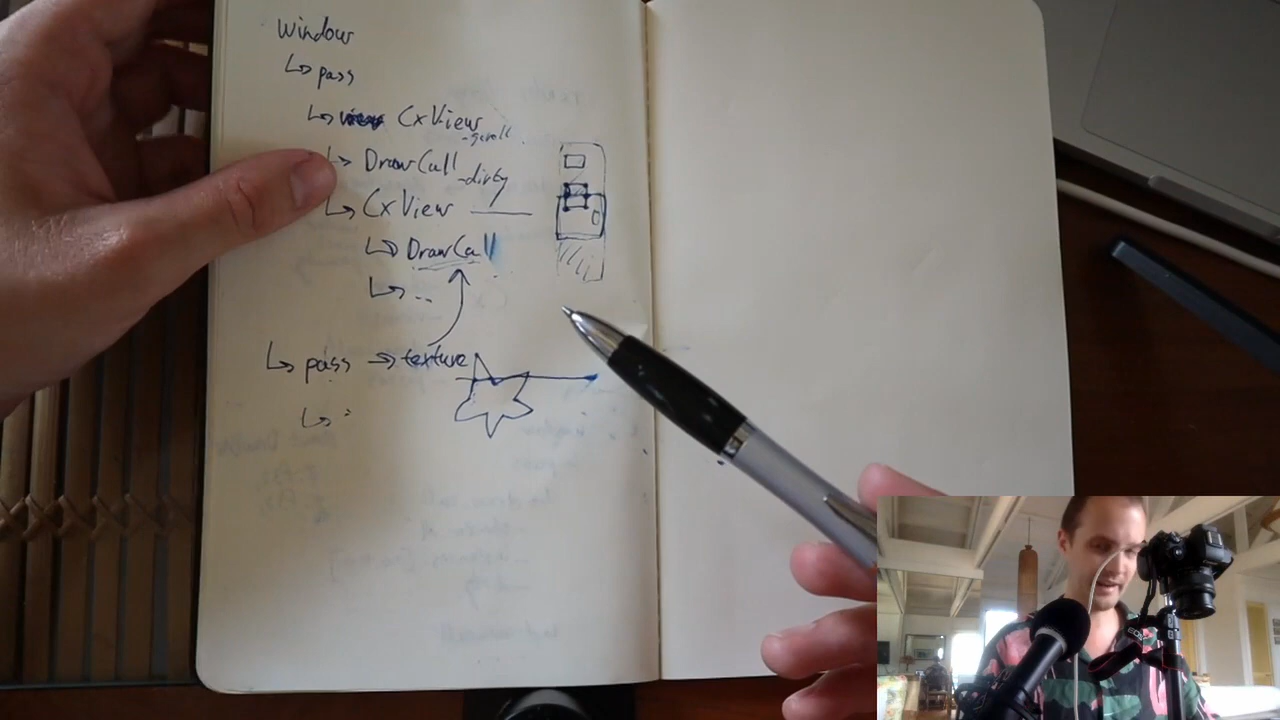 Window
↳ pass
↳ CxView
-scroll
↳ DrawCall
-dirty
↳ CxView
↳ DrawCall
↳ ..
↳ pass → texture
↳ :